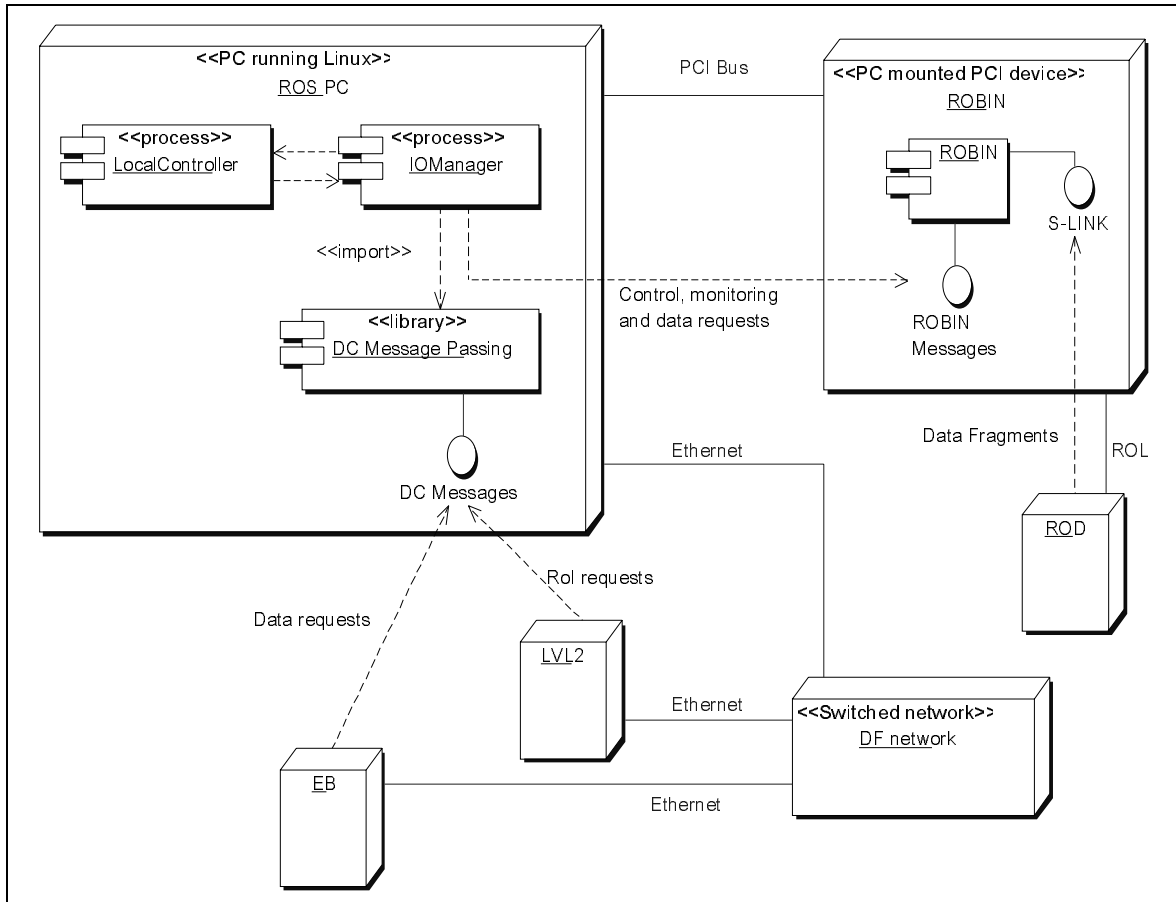 <<PC running Linux>>
ROS PC
<<process>>
LocalController
<<process>>
IOManager
<<import>>
<<library>>
DC Message Passing
DC Messages
PCI Bus
<<PC mounted PCI device>>
ROBIN
ROBIN
S-LINK
ROBIN
Messages
Control, monitoring
and data requests
Data Fragments
ROL
ROD
Ethernet
RoI requests
Data requests
LVL2
Ethernet
<<Switched network>>
DF network
EB
Ethernet